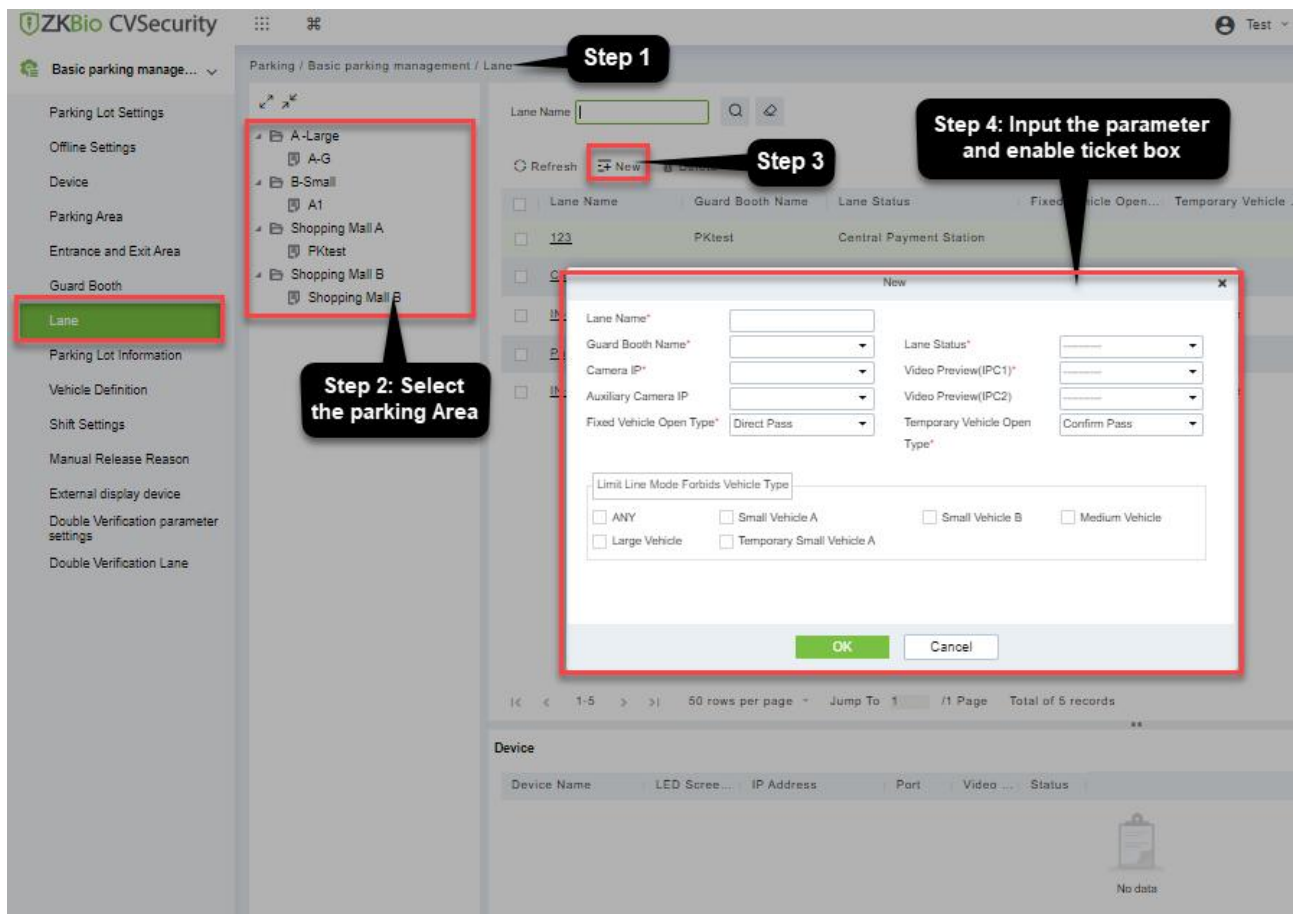 ZKBio CVSecurity
Test
Basic parking manage...
Parking / Basic parking management / Lane
Step 1
Parking Lot Settings
Offline Settings
Device
Parking Area
Entrance and Exit Area
Guard Booth
Lane
Parking Lot Information
Vehicle Definition
Shift Settings
Manual Release Reason
External display device
Double Verification parameter
settings
Double Verification Lane
A-Large
A-G
B-Small
A1
Shopping Mall A
PKtest
Shopping Mall B
Shopping Mall B
Step 2: Select
the parking Area
Lane Name
Refresh
New
Step 3
Step 4: Input the parameter
and enable ticket box
Lane Name
Guard Booth Name
Lane Status
Temporary Vehicle
123
PKtest
Central Payment Station
New
Lane Name*
Guard Booth Name*
Lane Status*
Camera IP*
Video Preview(IPC1)*
Auxiliary Camera IP
Video Preview(IPC2)
Fixed Vehicle Open Type*
Direct Pass
Temporary Vehicle Open
Type*
Confirm Pass
Limit Line Mode Forbids Vehicle Type
ANY
Small Vehicle A
Small Vehicle B
Medium Vehicle
Large Vehicle
Temporary Small Vehicle A
OK
Cancel
1-5
50 rows per page
Jump To 1 /1 Page
Total of 5 records
Device
Device Name
LED Scree...
IP Address
Port
Video ...
Status
No data